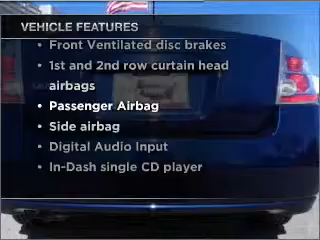 VEHICLE FEATURES
• Front Ventilated disc brakes
• 1st and 2nd row curtain head
airbags
• Passenger Airbag
• Side airbag
• Digital Audio Input
• In-Dash single CD player